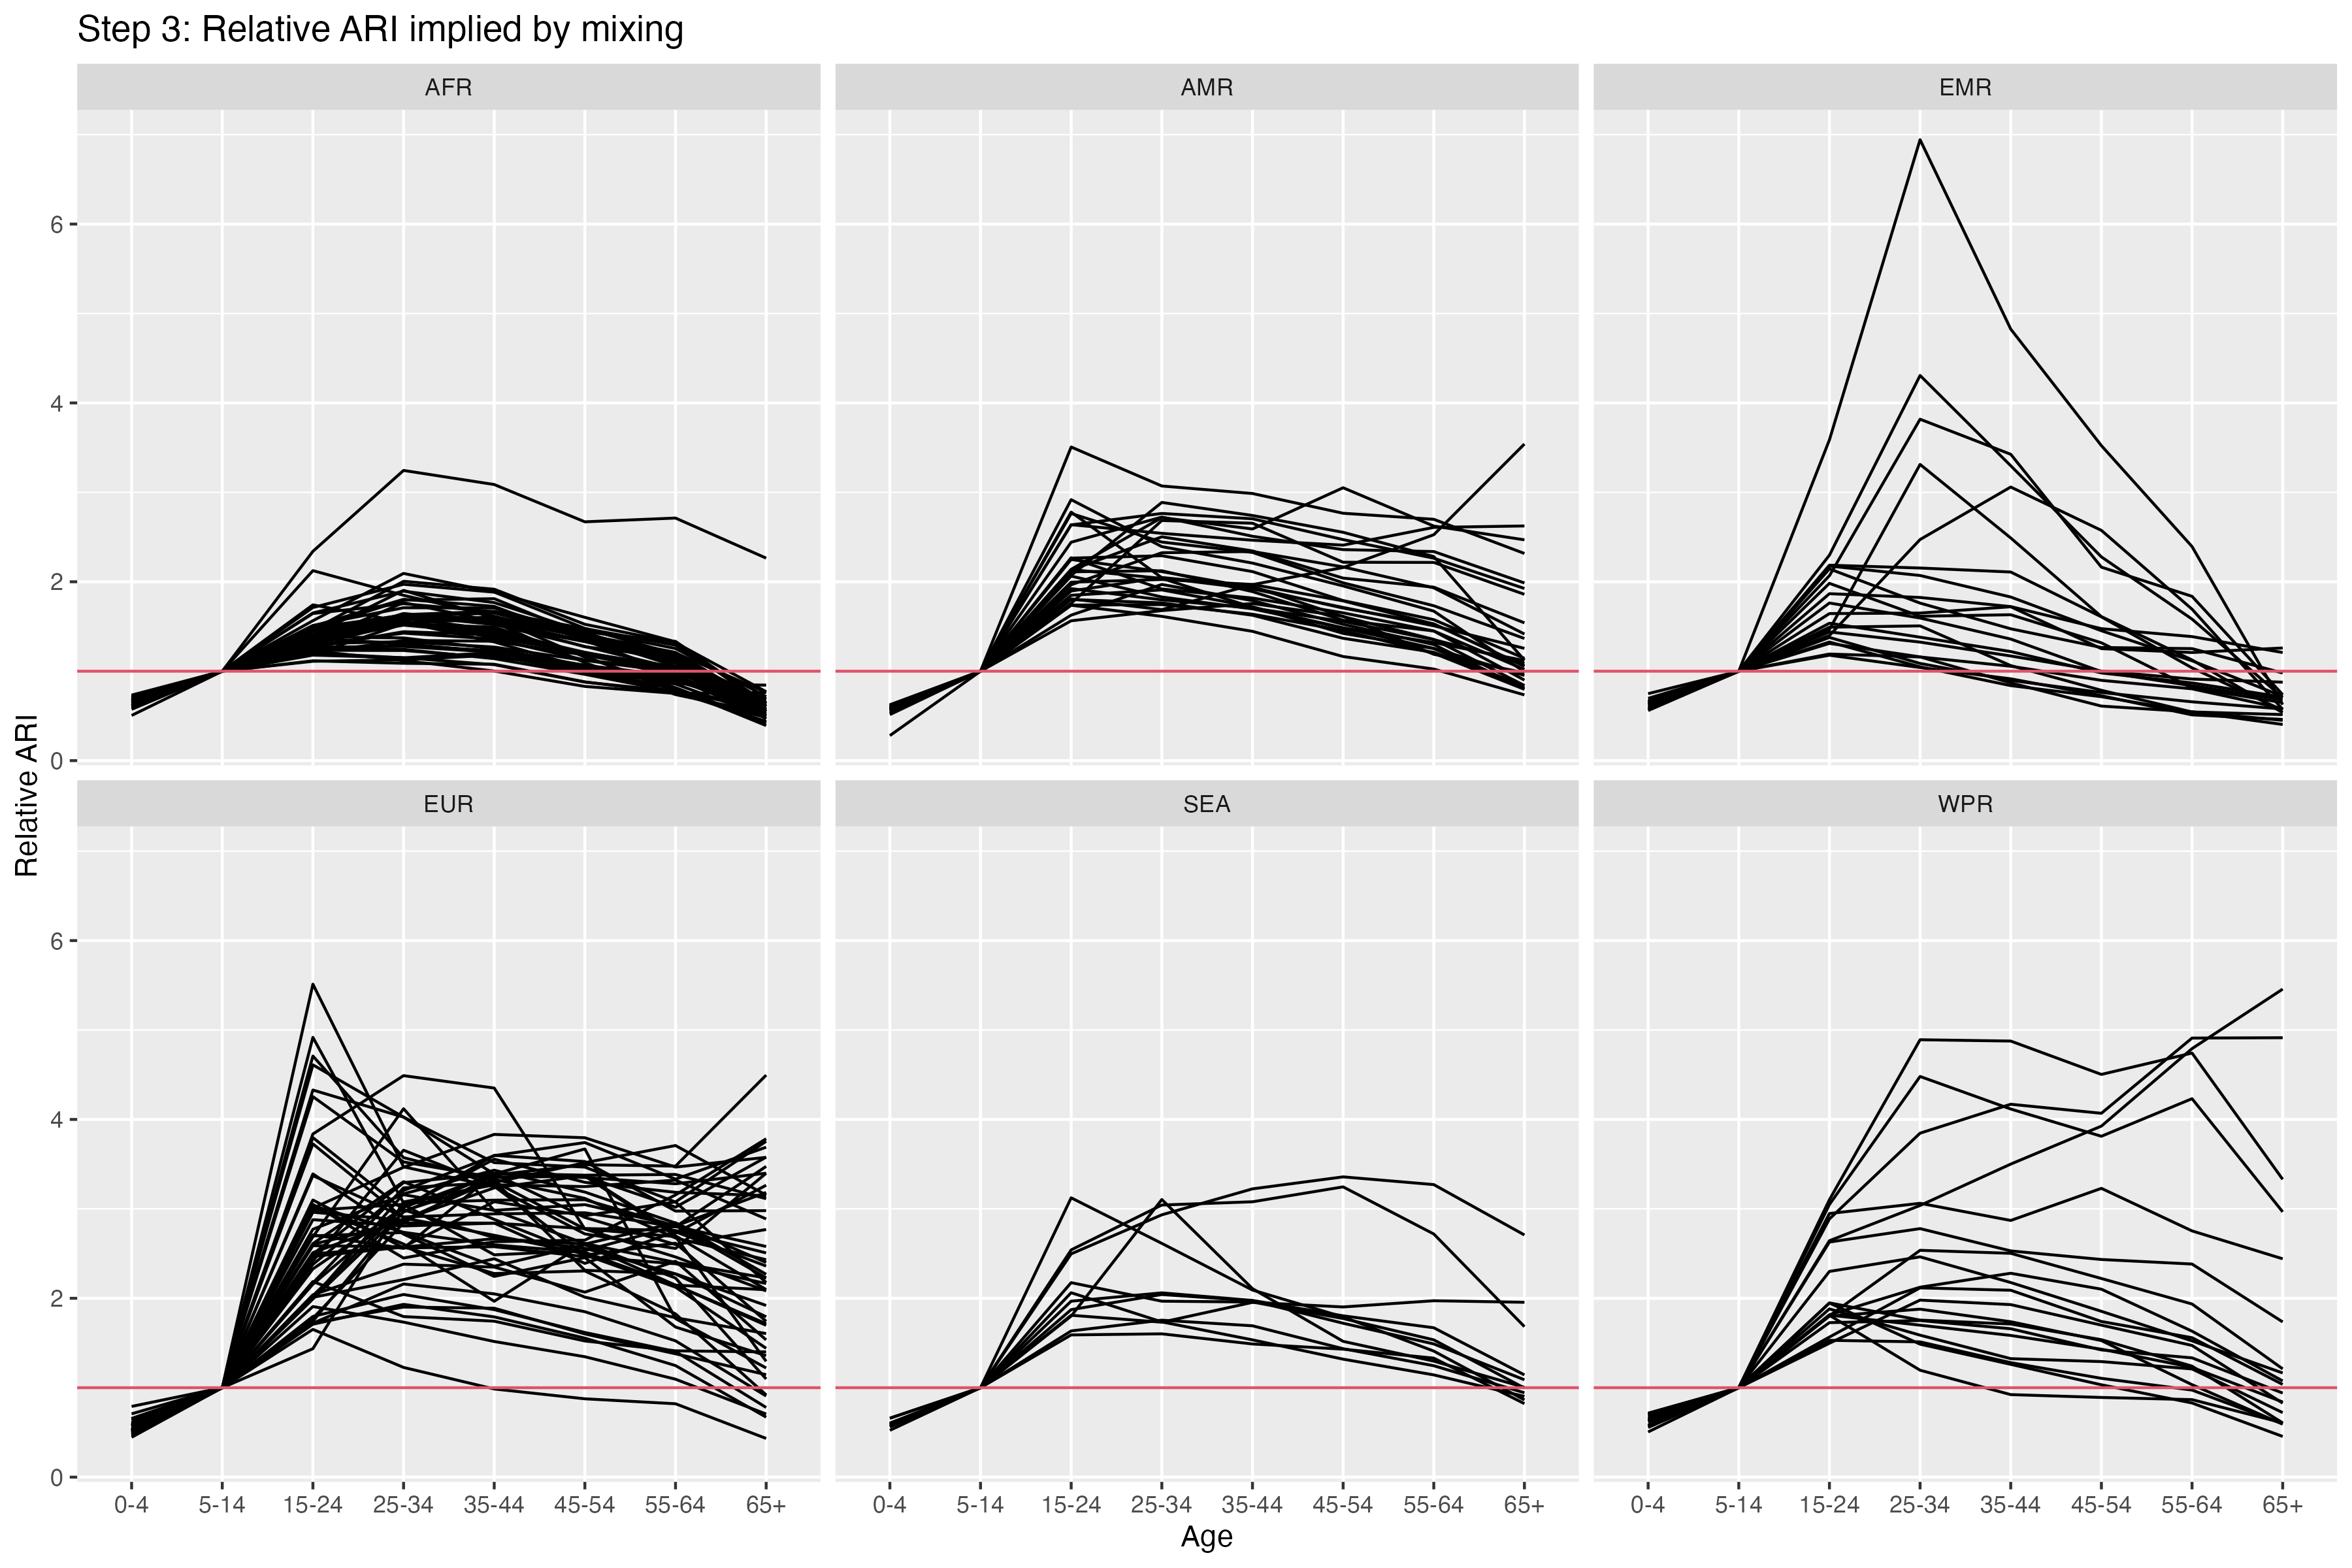 Step 3: Relative ARI implied by mixing
AFR
AMR
EMR
6
4
2
0
Relative ARI
EUR
SEA
WPR
6
4
2
0
0-4 5-14 15-24 25-34 35-44 45-54 55-64 65+
0-4 5-14 15-24 25-34 35-44 45-54 55-64 65+
0-4 5-14 15-24 25-34 35-44 45-54 55-64 65+
Age